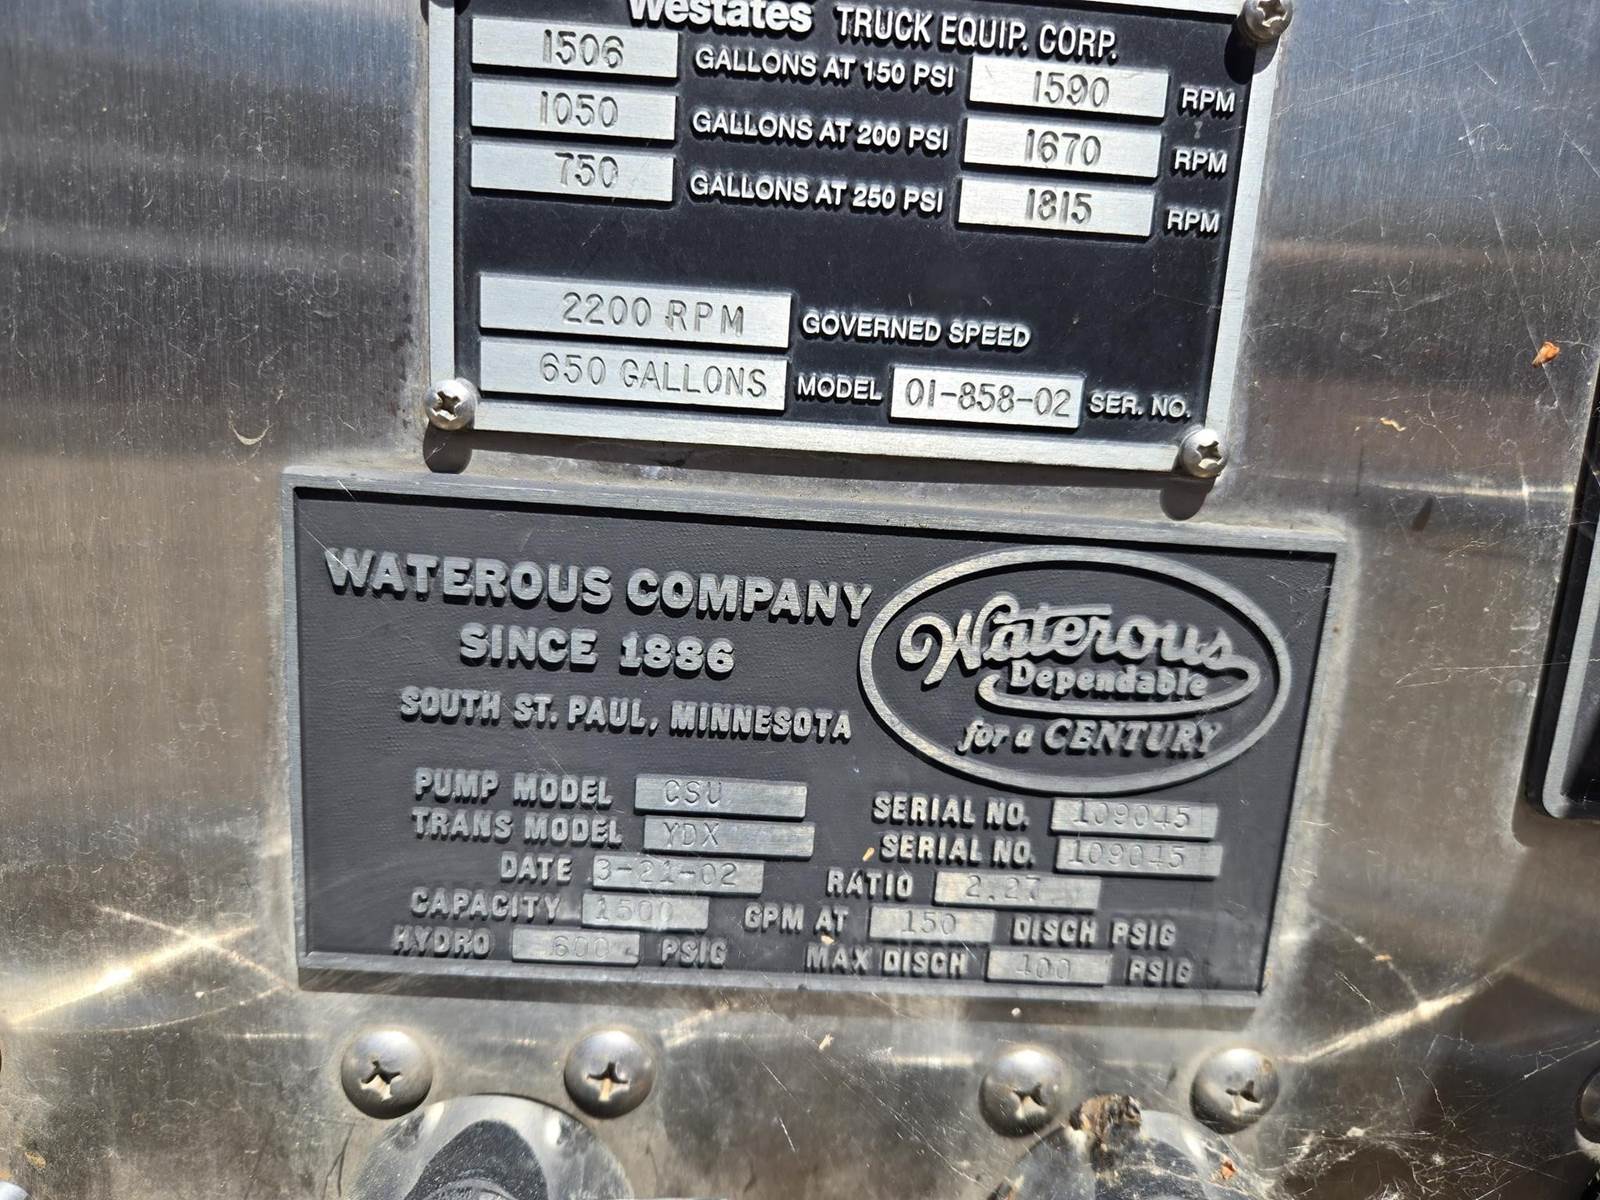 Westates TRUCK EQUIP. CORP.
1506 GALLONS AT 150 PSI 1590 RPM
1050 GALLONS AT 200 PSI 1670 RPM
750 GALLONS AT 250 PSI 1815 RPM
2200 RPM GOVERNED SPEED
650 GALLONS MODEL 01-858-02 SER. NO.
WATEROUS COMPANY
SINCE 1886
SOUTH ST. PAUL, MINNESOTA
Waterous
Dependable
for a CENTURY
PUMP MODEL CSU SERIAL NO. 109045
TRANS MODEL YDX SERIAL NO. 109045
DATE 3-21-02 RATIO 2.27
CAPACITY 1500 GPM AT 150 DISCH PSIG
HYDRO 600 PSIG MAX DISCH 400 PSIG